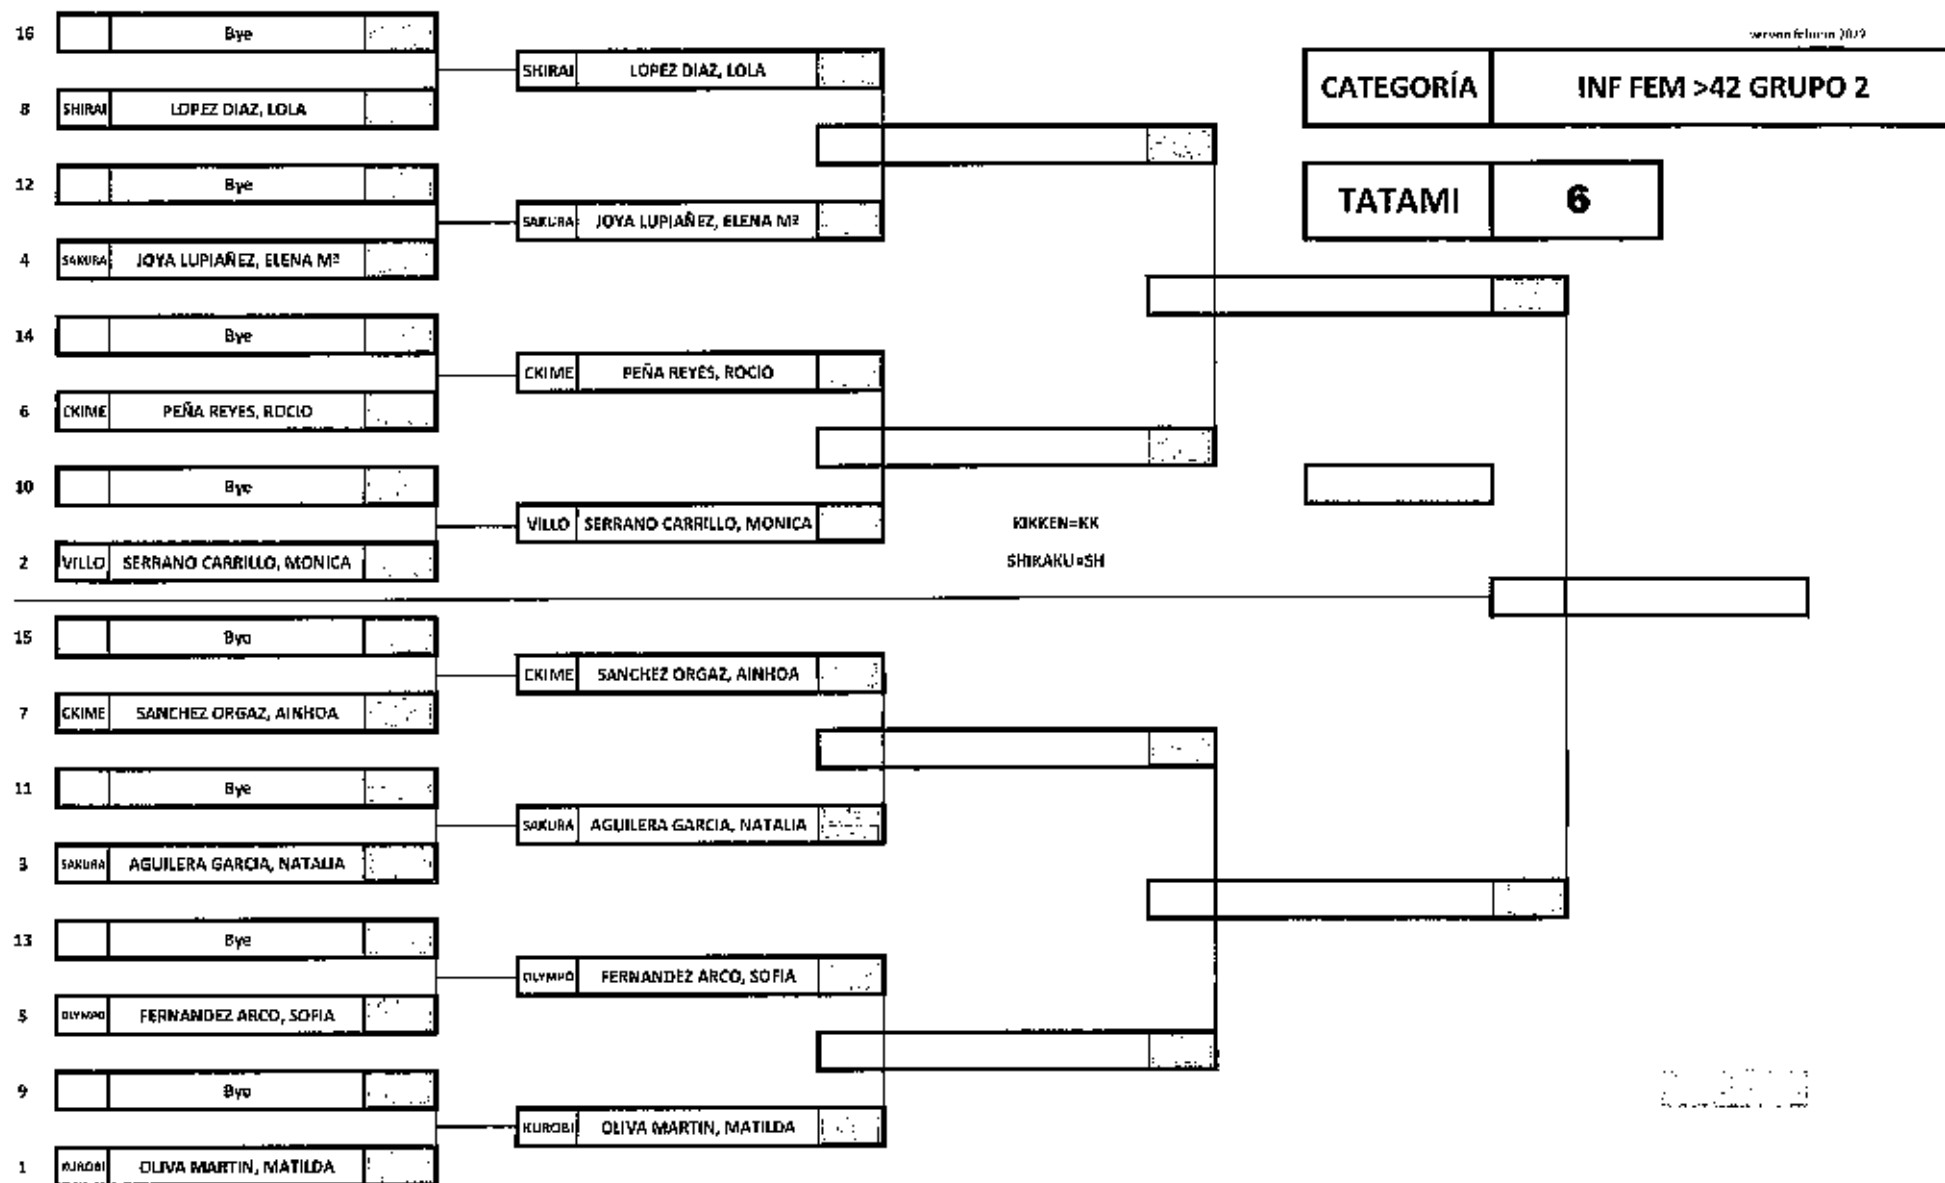 version febrero 2022
CATEGORÍA INF FEM >42 GRUPO 2
TATAMI 6
16 Bye
8 SHIRAI LOPEZ DIAZ, LOLA
12 Bye
4 SAKURA JOYA LUPIAÑEZ, ELENA Mª
14 Bye
6 CKIME PEÑA REYES, ROCIO
10 Bye
2 VILLO SERRANO CARRILLO, MONICA
15 Bye
7 CKIME SANCHEZ ORGAZ, AINHOA
11 Bye
3 SAKURA AGUILERA GARCIA, NATALIA
13 Bye
5 OLYMPO FERNANDEZ ARCO, SOFIA
9 Bye
1 KUROBI OLIVA MARTIN, MATILDA
SHIRAI LOPEZ DIAZ, LOLA
SAKURA JOYA LUPIAÑEZ, ELENA Mª
CKIME PEÑA REYES, ROCIO
VILLO SERRANO CARRILLO, MONICA
CKIME SANCHEZ ORGAZ, AINHOA
SAKURA AGUILERA GARCIA, NATALIA
OLYMPO FERNANDEZ ARCO, SOFIA
KUROBI OLIVA MARTIN, MATILDA
KIKKEN=KK
SHIKAKU=SH